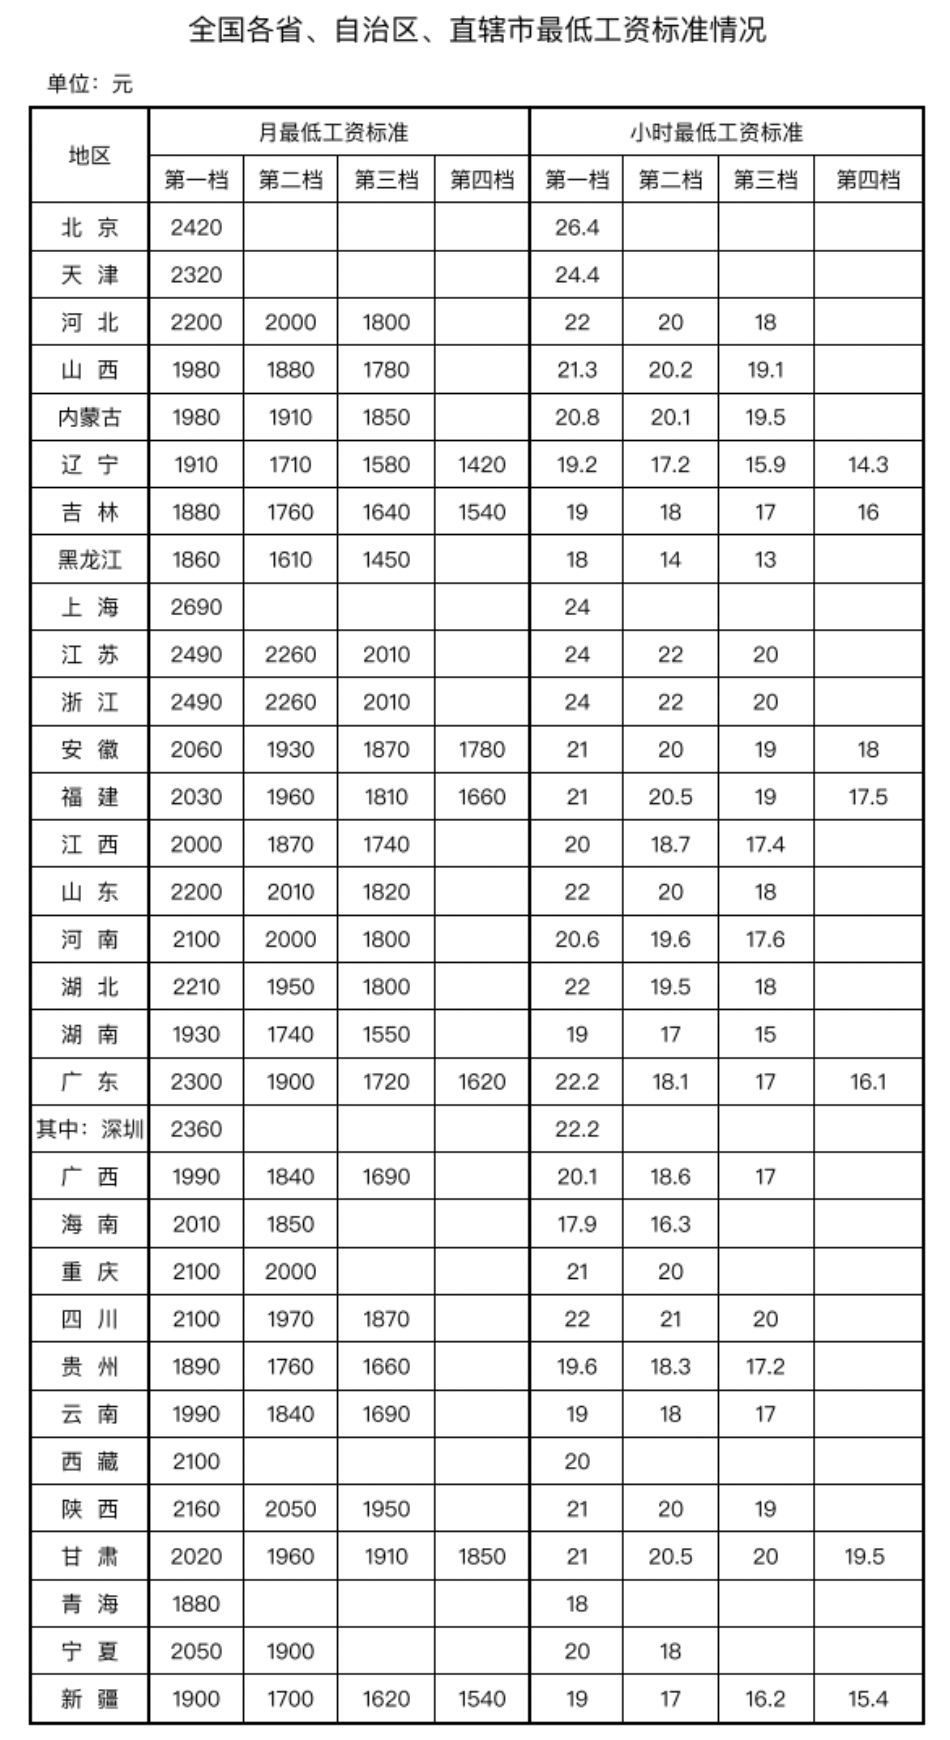 全国各省、自治区、直辖市最低工资标准情况
单位：元
地区 月最低工资标准 小时最低工资标准
第一档 第二档 第三档 第四档 第一档 第二档 第三档 第四档
北 京 2420 26.4
天 津 2320 24.4
河 北 2200 2000 1800 22 20 18
山 西 1980 1880 1780 21.3 20.2 19.1
内蒙古 1980 1910 1850 20.8 20.1 19.5
辽 宁 1910 1710 1580 1420 19.2 17.2 15.9 14.3
吉 林 1880 1760 1640 1540 19 18 17 16
黑龙江 1860 1610 1450 18 14 13
上 海 2690 24
江 苏 2490 2260 2010 24 22 20
浙 江 2490 2260 2010 24 22 20
安 徽 2060 1930 1870 1780 21 20 19 18
福 建 2030 1960 1810 1660 21 20.5 19 17.5
江 西 2000 1870 1740 20 18.7 17.4
山 东 2200 2010 1820 22 20 18
河 南 2100 2000 1800 20.6 19.6 17.6
湖 北 2210 1950 1800 22 19.5 18
湖 南 1930 1740 1550 19 17 15
广 东 2300 1900 1720 1620 22.2 18.1 17 16.1
其中：深圳 2360 22.2
广 西 1990 1840 1690 20.1 18.6 17
海 南 2010 1850 17.9 16.3
重 庆 2100 2000 21 20
四 川 2100 1970 1870 22 21 20
贵 州 1890 1760 1660 19.6 18.3 17.2
云 南 1990 1840 1690 19 18 17
西 藏 2100 20
陕 西 2160 2050 1950 21 20 19
甘 肃 2020 1960 1910 1850 21 20.5 20 19.5
青 海 1880 18
宁 夏 2050 1900 20 18
新 疆 1900 1700 1620 1540 19 17 16.2 15.4